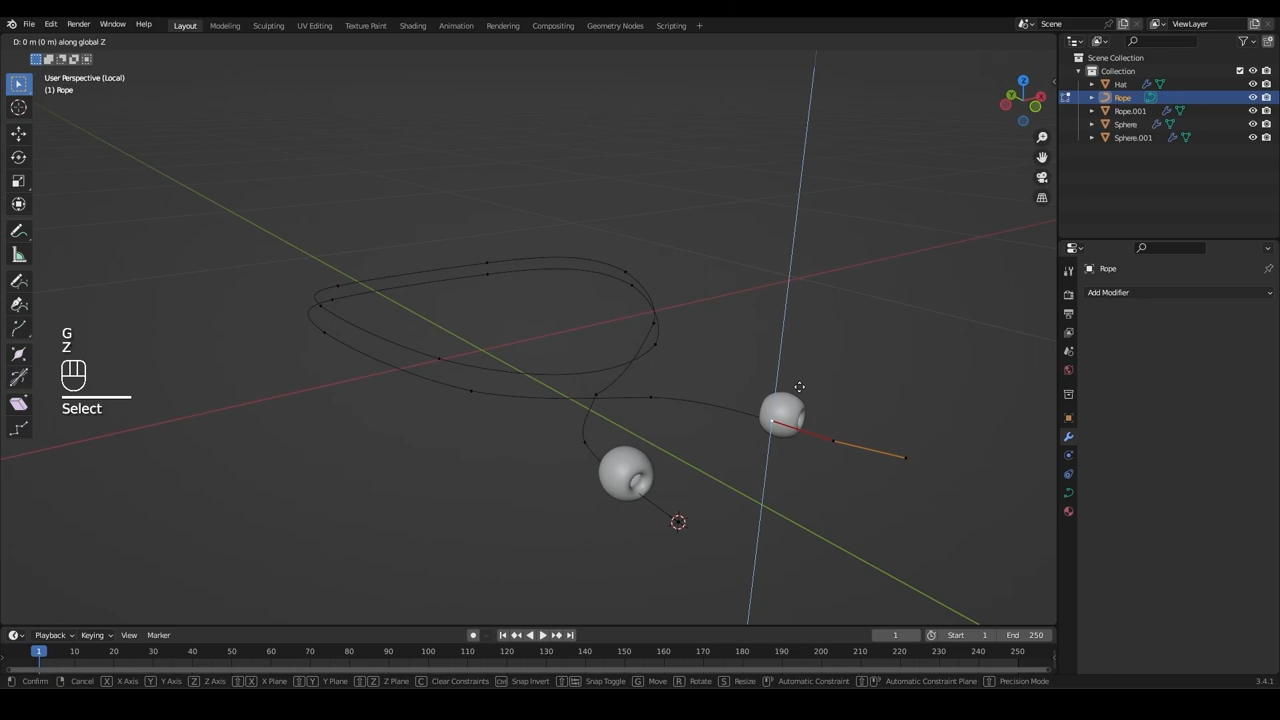 File Edit Render Window Help Layout Modeling Sculpting UV Editing Texture Paint Shading Animation Rendering Compositing Geometry Nodes Scripting + Scene ViewLayer
D: 0 m (0 m) along global Z
User Perspective (Local)
(1) Rope
Z
X
Y
Scene Collection
Collection
Hat
Rope
Rope.001
Sphere
Sphere.001
Rope
Add Modifier
G
Z
Select
Playback Keying View Marker 1 Start 1 End 250
1 10 20 30 40 50 60 70 80 90 100 110 120 130 140 150 160 170 180 190 200 210 220 230 240 250
Confirm Cancel X X Axis Y Y Axis Z Z Axis X X Plane Y Y Plane Z Z Plane C Clear Constraints Ctrl Snap Invert Snap Toggle G Move R Rotate S Resize Automatic Constraint Automatic Constraint Plane Precision Mode 3.4.1